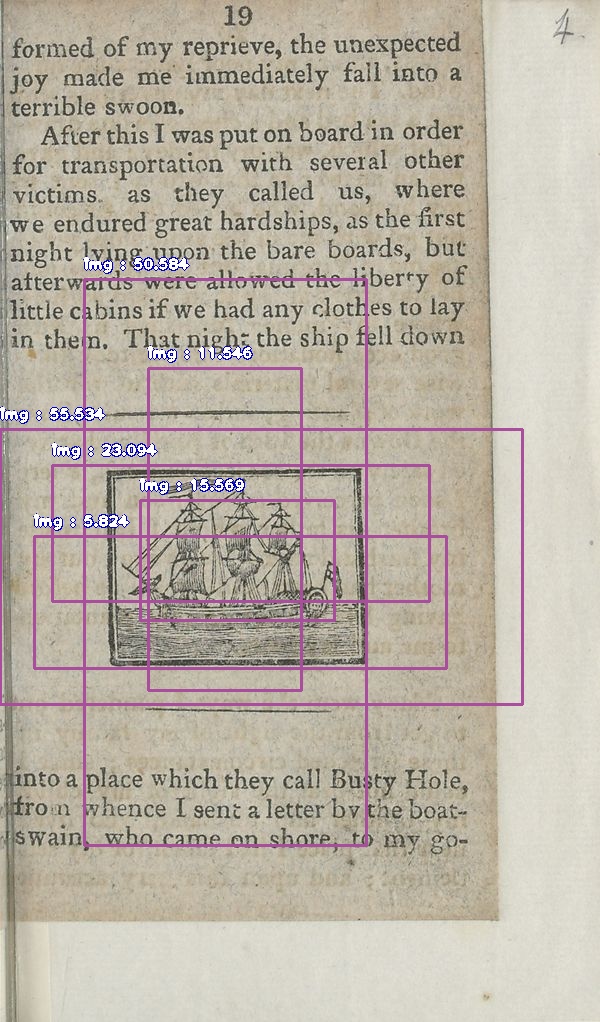 19
4
formed of my reprieve, the unexpected
joy made me immediately fall into a
terrible swoon.
After this I was put on board in order
for transportation with several other
victims. as they called us, where
we endured great hardships, as the first
night lying upon the bare boards, but
img : 50.584
afterwards were allowed the liberty of
little cabins if we had any clothes to lay
in them. That night the ship fell down
img : 11.546
img : 55.534
img : 23.094
img : 15.569
img : 5.824
into a place which they call Busty Hole,
from whence I sent a letter by the boat-
swain, who came on shore, to my go-